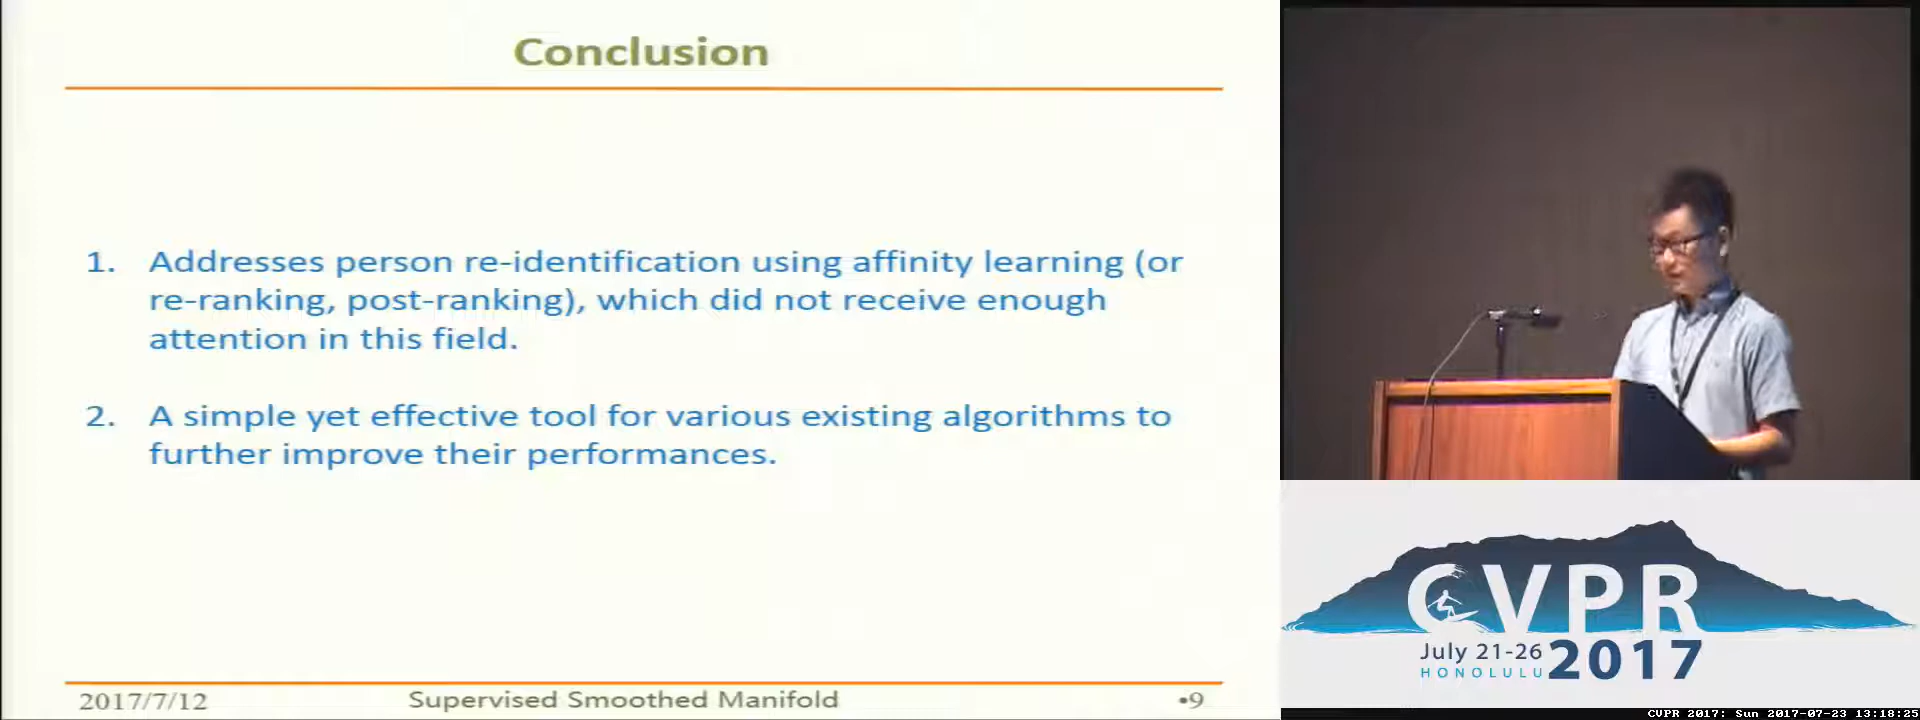 Conclusion
1. Addresses person re-identification using affinity learning (or
re-ranking, post-ranking), which did not receive enough
attention in this field.
2. A simple yet effective tool for various existing algorithms to
further improve their performances.
2017/7/12 Supervised Smoothed Manifold •9
CVPR
July 21-26 2017
HONOLULU
CVPR 2017: Sun 2017-07-23 13:18:25